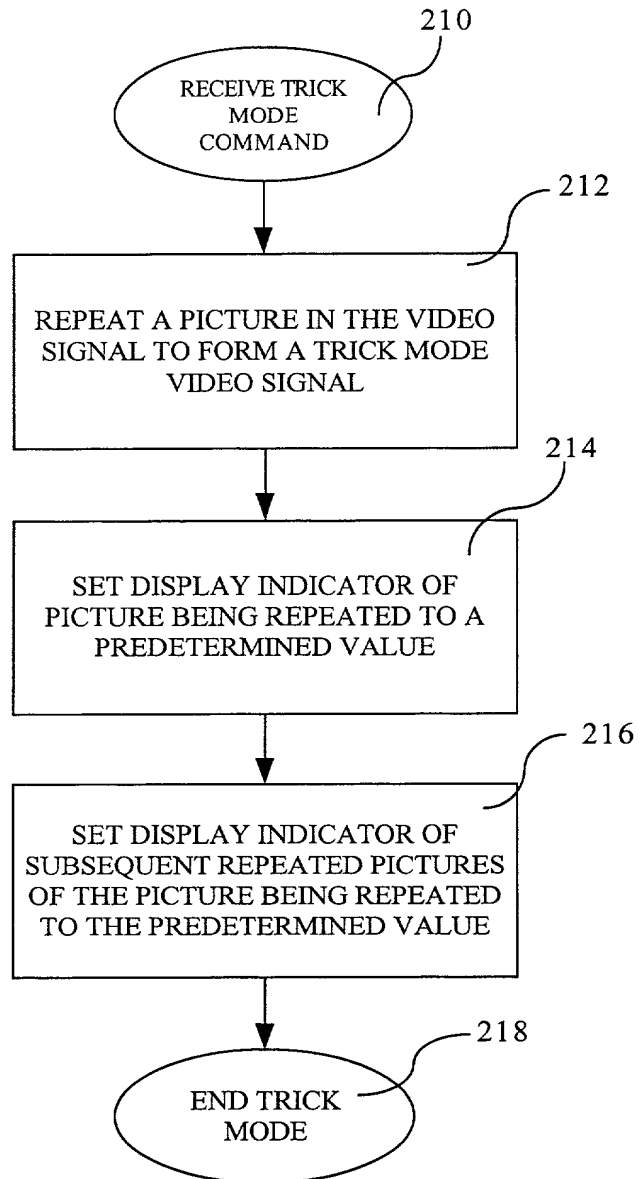 210
RECEIVE TRICK
MODE
COMMAND
212
REPEAT A PICTURE IN THE VIDEO
SIGNAL TO FORM A TRICK MODE
VIDEO SIGNAL
214
SET DISPLAY INDICATOR OF
PICTURE BEING REPEATED TO A
PREDETERMINED VALUE
216
SET DISPLAY INDICATOR OF
SUBSEQUENT REPEATED PICTURES
OF THE PICTURE BEING REPEATED
TO THE PREDETERMINED VALUE
218
END TRICK
MODE